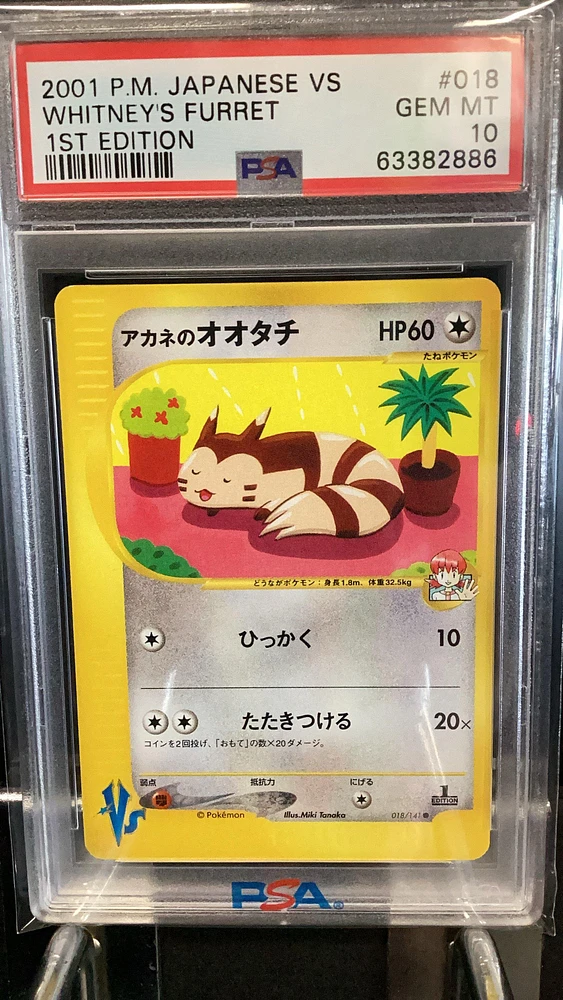 2001 P.M. JAPANESE VS #018
WHITNEY'S FURRET GEM MT
1ST EDITION 10
PSA 63382886
アカネのオオタチ HP60
たねポケモン
どうながポケモン：身長1.8m. 体重32.5kg
ひっかく 10
たたきつける 20×
コインを2回投げ、「おもて」の数×20ダメージ。
弱点 抵抗力 にげる
1
EDITION
VS
© Pokémon Illus.Miki Tanaka 018/141
PSA®